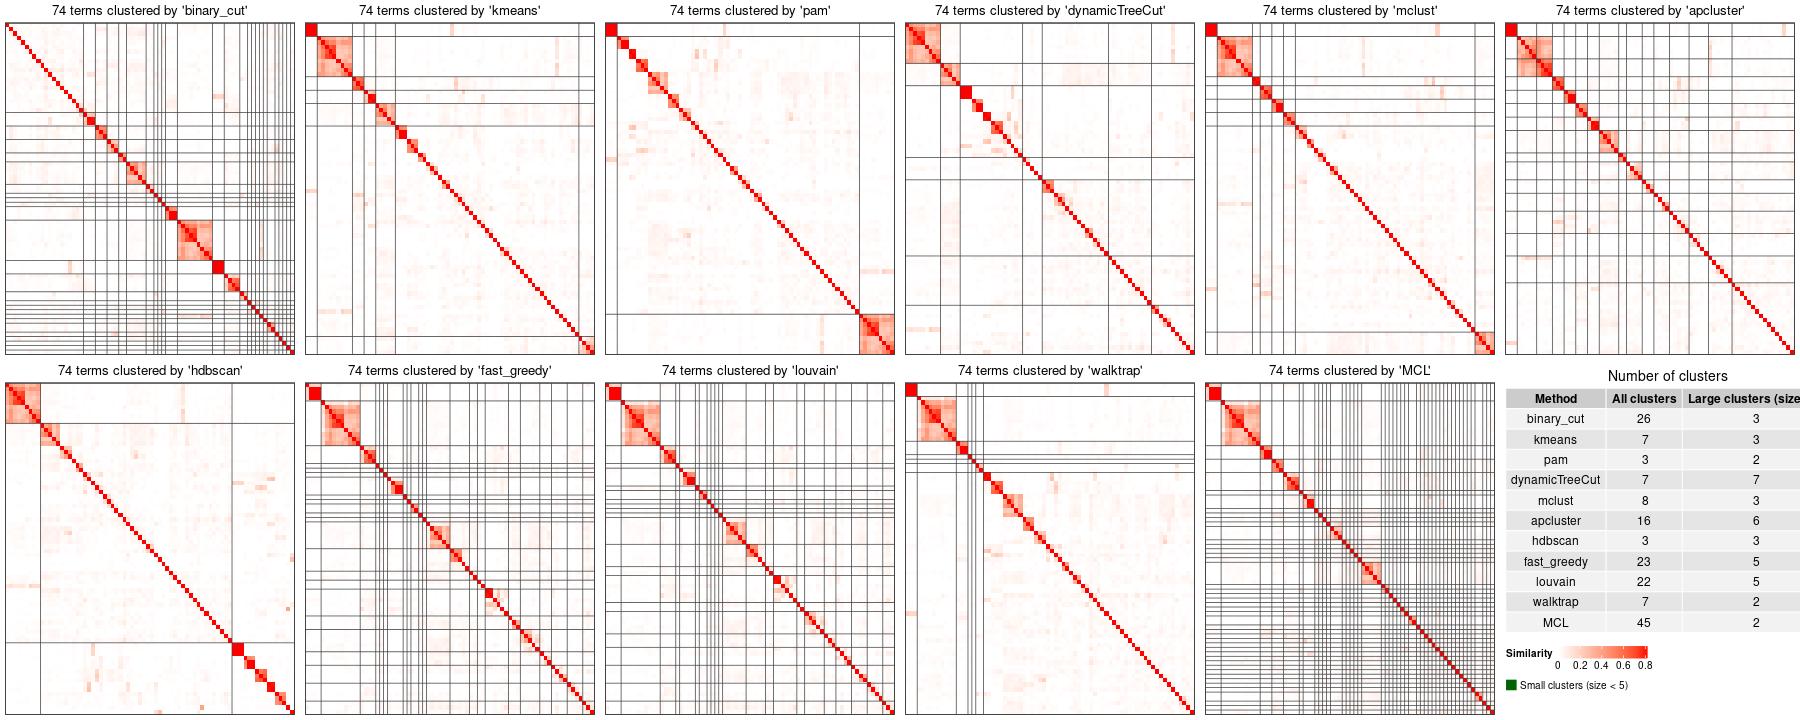 74 terms clustered by 'binary_cut'
74 terms clustered by 'kmeans'
74 terms clustered by 'pam'
74 terms clustered by 'dynamicTreeCut'
74 terms clustered by 'mclust'
74 terms clustered by 'apcluster'
74 terms clustered by 'hdbscan'
74 terms clustered by 'fast_greedy'
74 terms clustered by 'louvain'
74 terms clustered by 'walktrap'
74 terms clustered by 'MCL'
Number of clusters
Method All clusters Large clusters (size
binary_cut 26 3
kmeans 7 3
pam 3 2
dynamicTreeCut 7 7
mclust 8 3
apcluster 16 6
hdbscan 3 3
fast_greedy 23 5
louvain 22 5
walktrap 7 2
MCL 45 2
Similarity
0 0.2 0.4 0.6 0.8
Small clusters (size < 5)